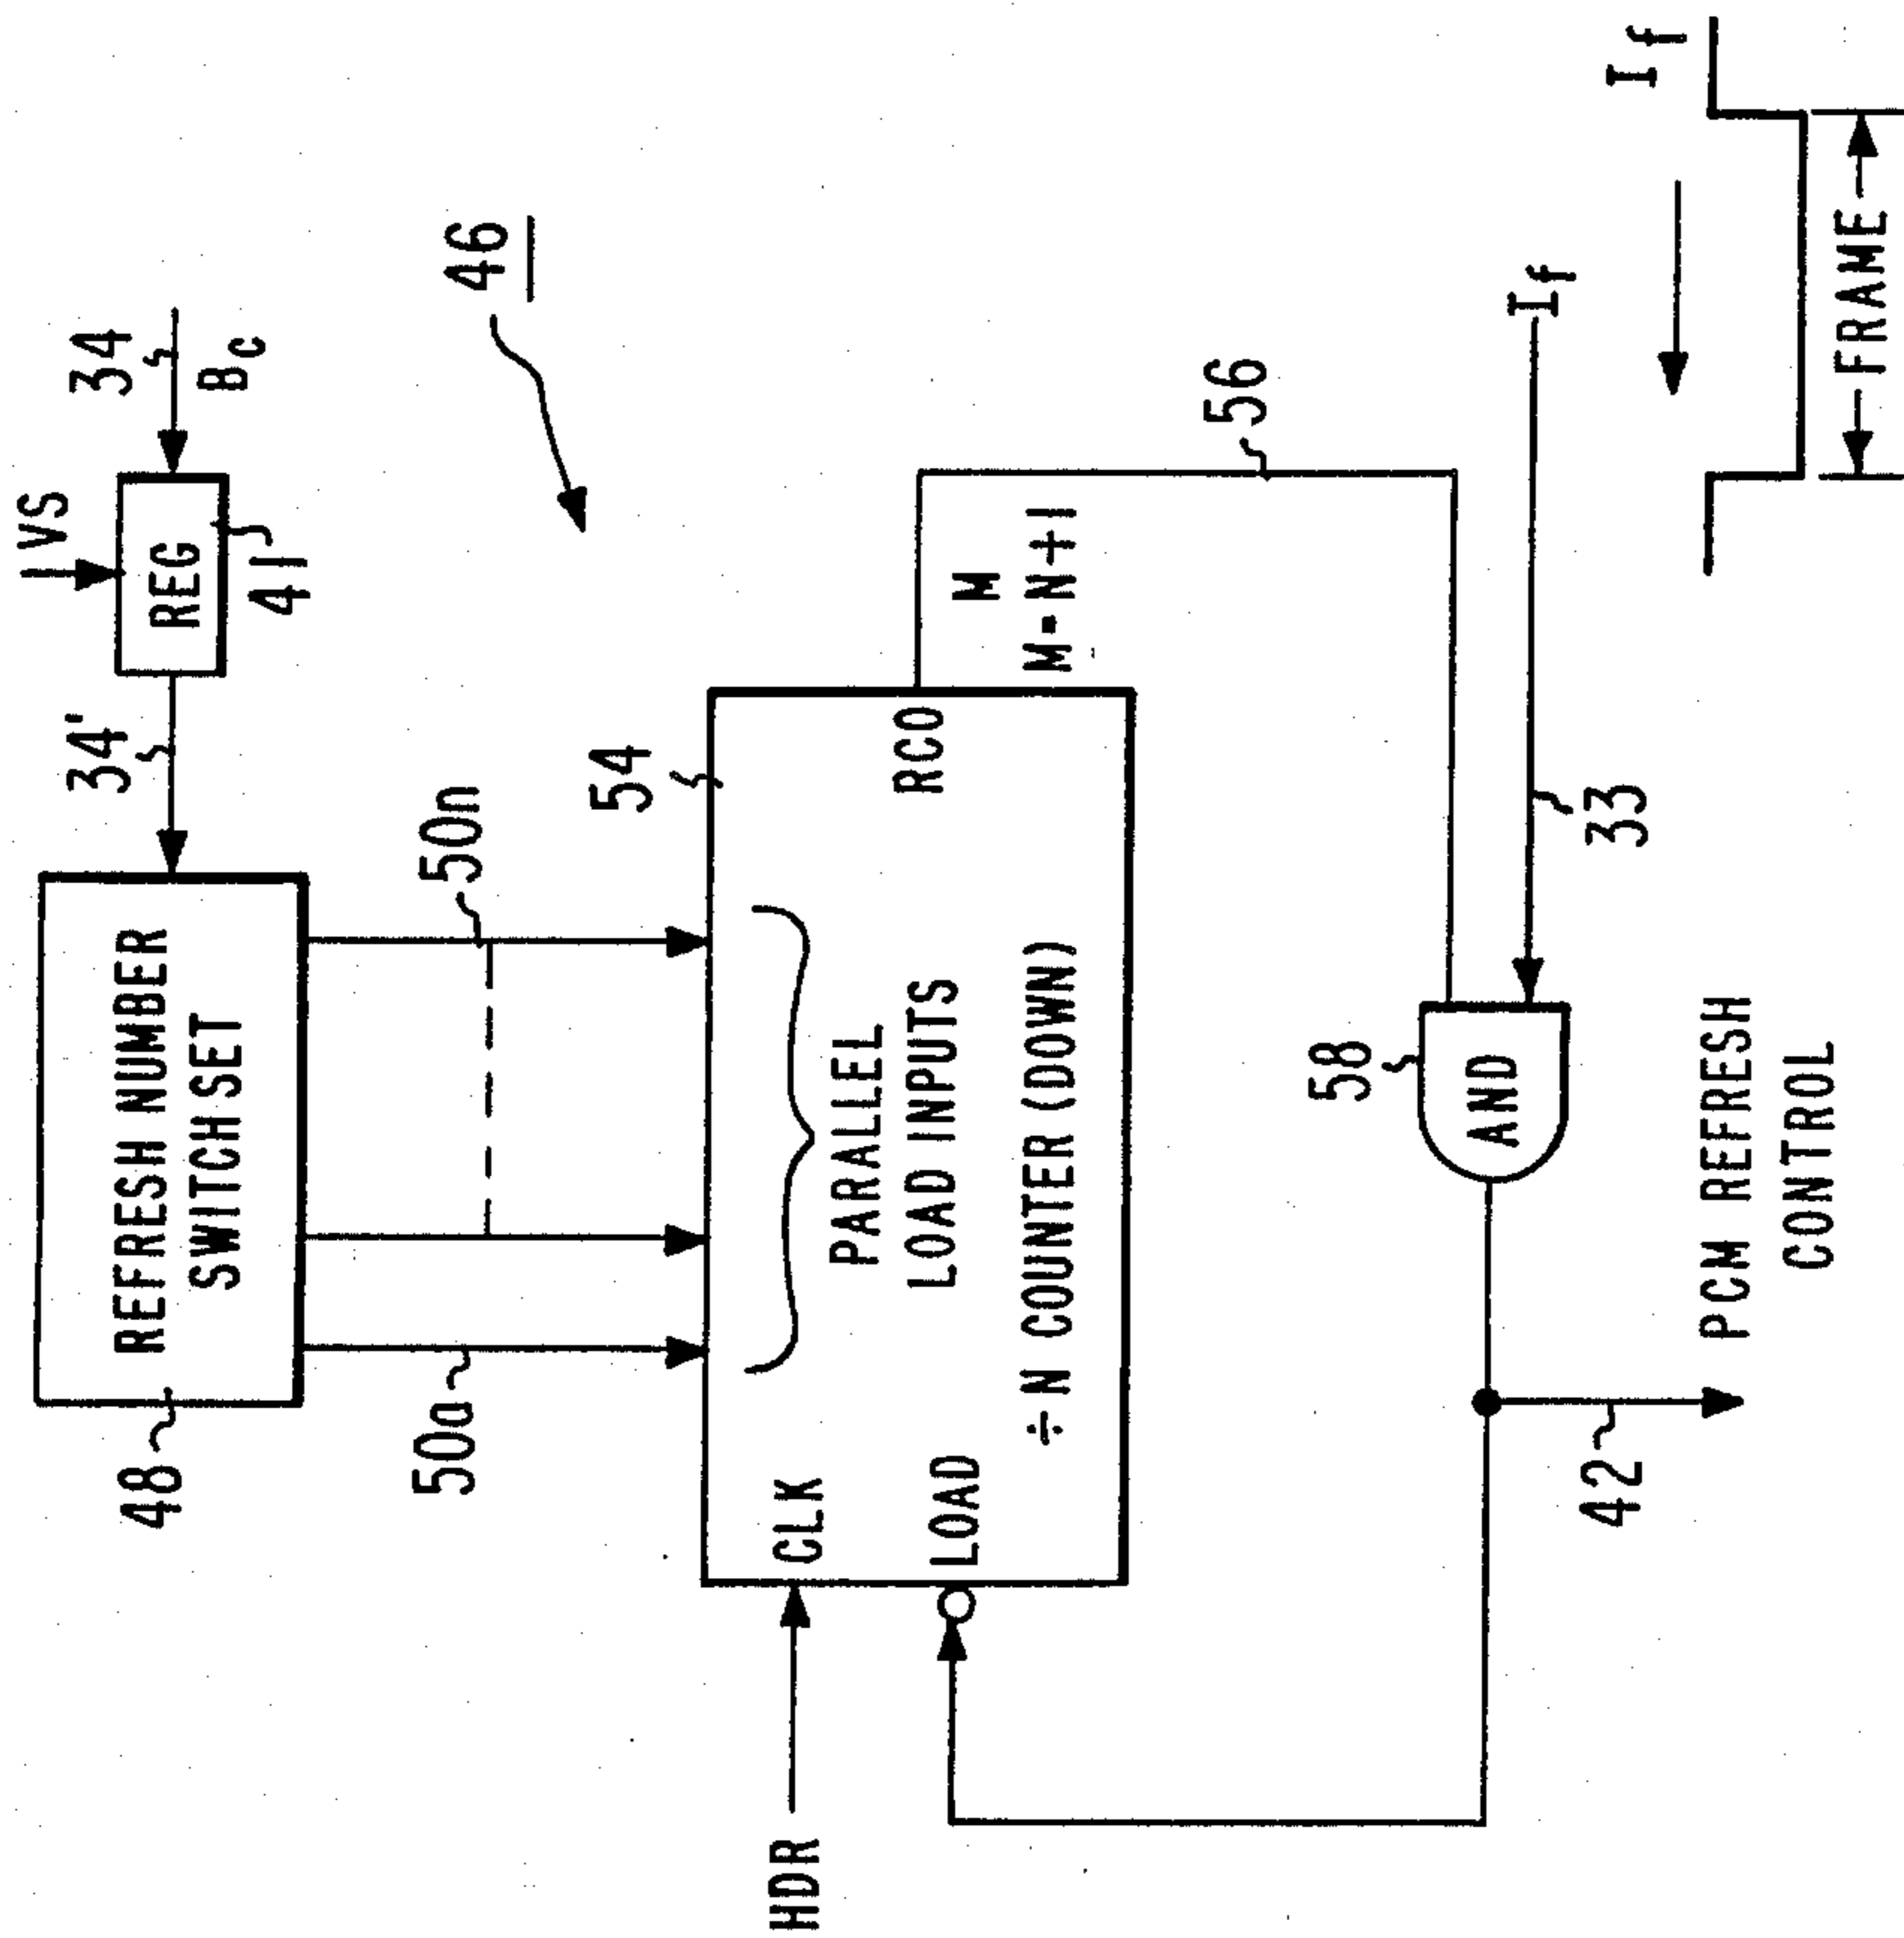 VS
34
REG
Bc
41
34'
REFRESH NUMBER
SWITCH SET
48
46
50a
50n
54
HDR
CLK
PARALLEL
LOAD INPUTS
RCO
LOAD
÷N COUNTER (DOWN)
M
M-N+1
56
58
AND
If
33
42
PCM REFRESH
CONTROL
If
FRAME